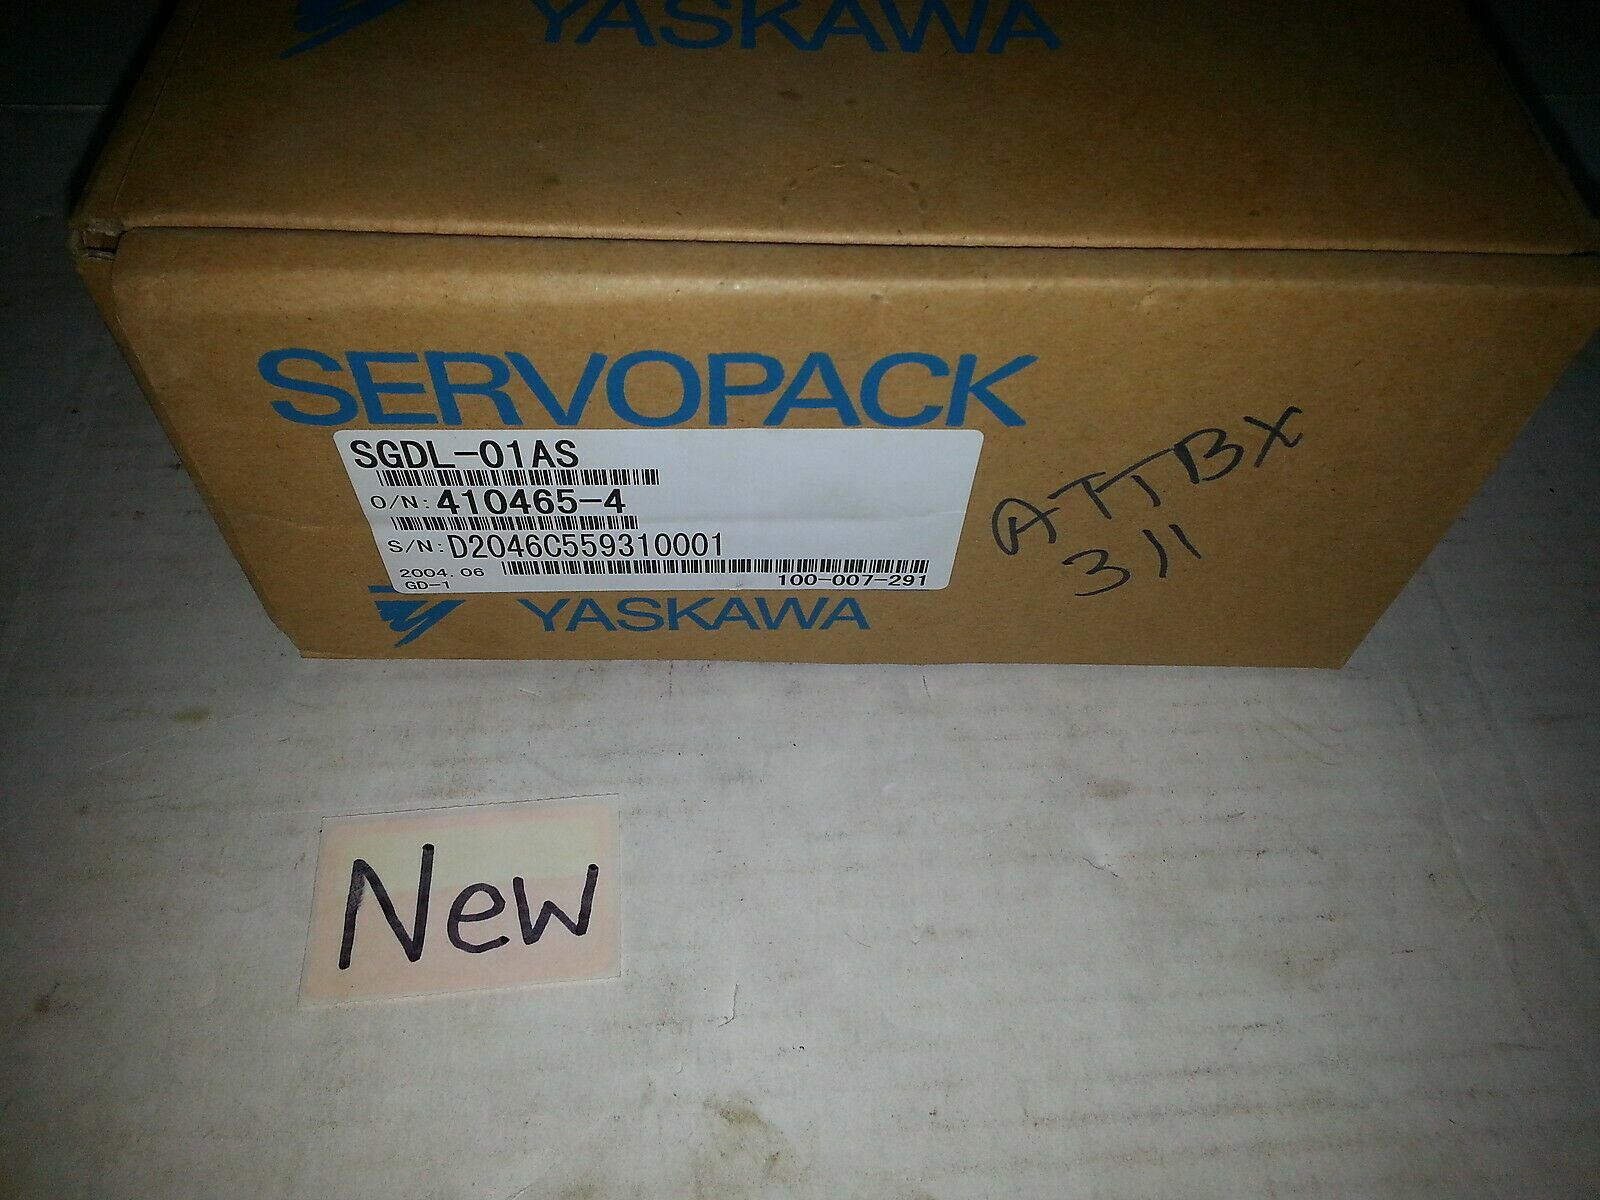 YASKAWA
SERVOPACK
SGDL-01AS
O/N: 410465-4
S/N: D2046C559310001
2004.06
GD-1
100-007-291
YASKAWA
ATTBX
311
New